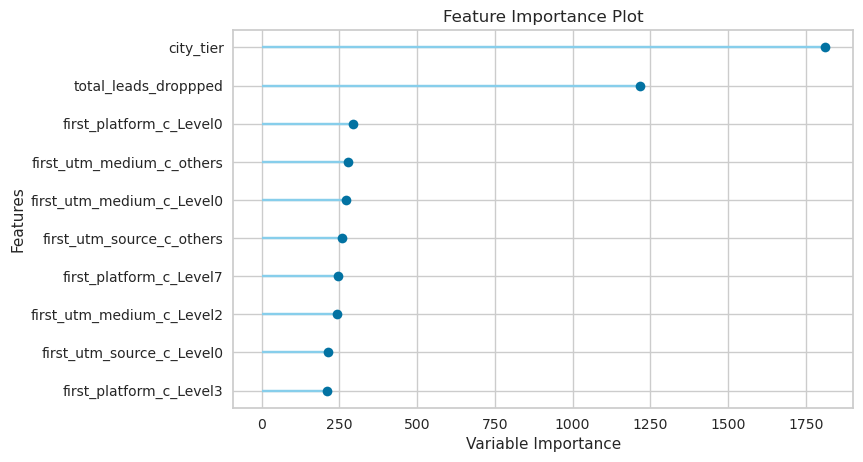 Feature Importance Plot
city_tier
total_leads_droppped
first_platform_c_Level0
first_utm_medium_c_others
first_utm_medium_c_Level0
first_utm_source_c_others
first_platform_c_Level7
first_utm_medium_c_Level2
first_utm_source_c_Level0
first_platform_c_Level3
Features
0 250 500 750 1000 1250 1500 1750
Variable Importance